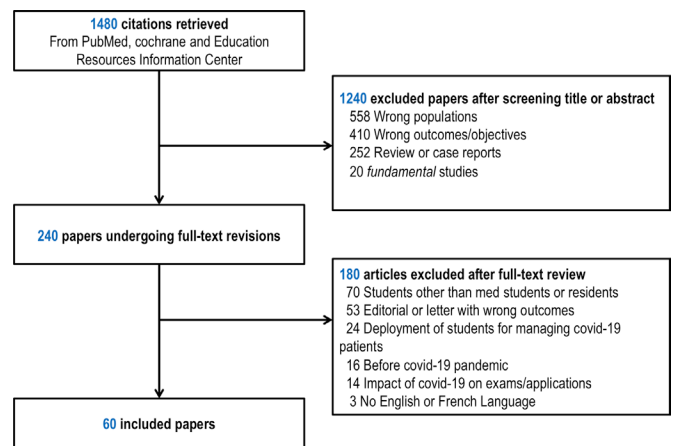 1480 citations retrieved
From PubMed, cochrane and Education
Resources Information Center
1240 excluded papers after screening title or abstract
558 Wrong populations
410 Wrong outcomes/objectives
252 Review or case reports
20 fundamental studies
240 papers undergoing full-text revisions
180 articles excluded after full-text review
70 Students other than med students or residents
53 Editorial or letter with wrong outcomes
24 Deployment of students for managing covid-19
patients
16 Before covid-19 pandemic
14 Impact of covid-19 on exams/applications
3 No English or French Language
60 included papers